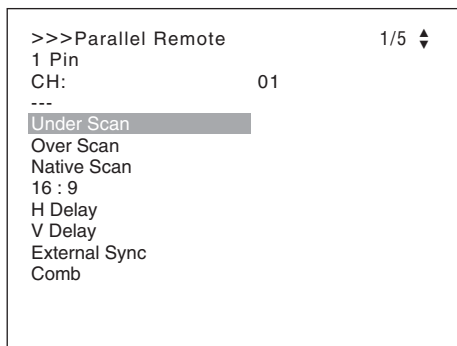 >>>Parallel Remote 1/5
1 Pin
CH: 01
---
Under Scan
Over Scan
Native Scan
16 : 9
H Delay
V Delay
External Sync
Comb